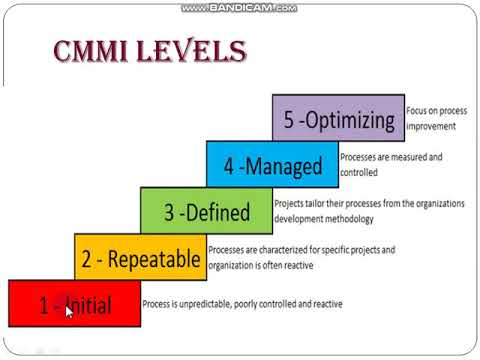 www.BANDICAM.com
CMMI LEVELS
5 -Optimizing
Focus on process
improvement
4 -Managed
Processes are measured and
controlled
3 -Defined
Projects tailor their processes from the organizations
development methodology
2 - Repeatable
Processes are characterized for specific projects and
organization is often reactive
1 - Initial
Process is unpredictable, poorly controlled and reactive